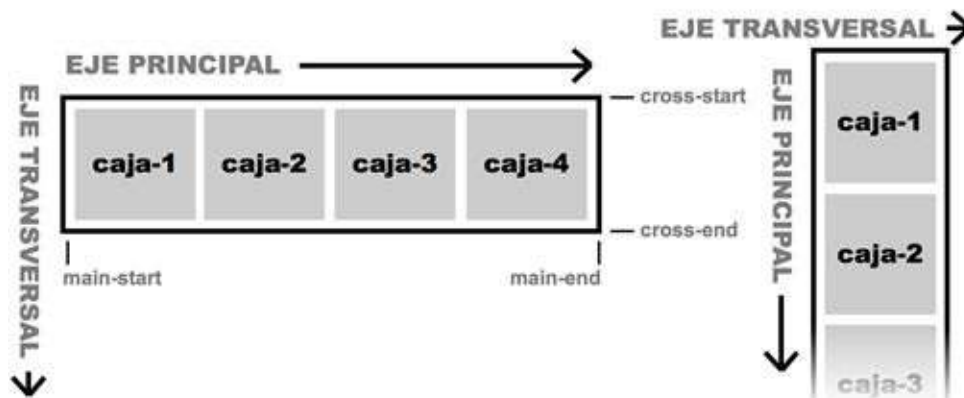 EJE PRINCIPAL
EJE TRANSVERSAL
caja-1 caja-2 caja-3 caja-4
cross-start
cross-end
main-start
main-end
EJE TRANSVERSAL
EJE PRINCIPAL
caja-1
caja-2
caja-3